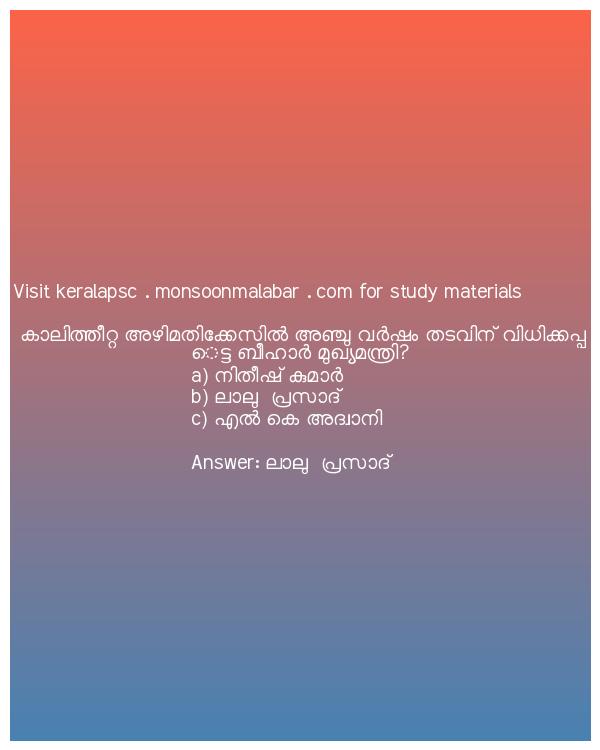 Visit keralapsc . monsoonmalabar . com for study materials
കാലിത്തീറ്റ അഴിമതിക്കേസിൽ അഞ്ചു വർഷം തടവിന് വിധിക്കപ്പ
െട്ട ബീഹാർ മുഖ്യമന്ത്രി?
a) നിതീഷ് കുമാർ
b) ലാലു  പ്രസാദ്
c) എൽ കെ അദ്വാനി
Answer: ലാലു  പ്രസാദ്